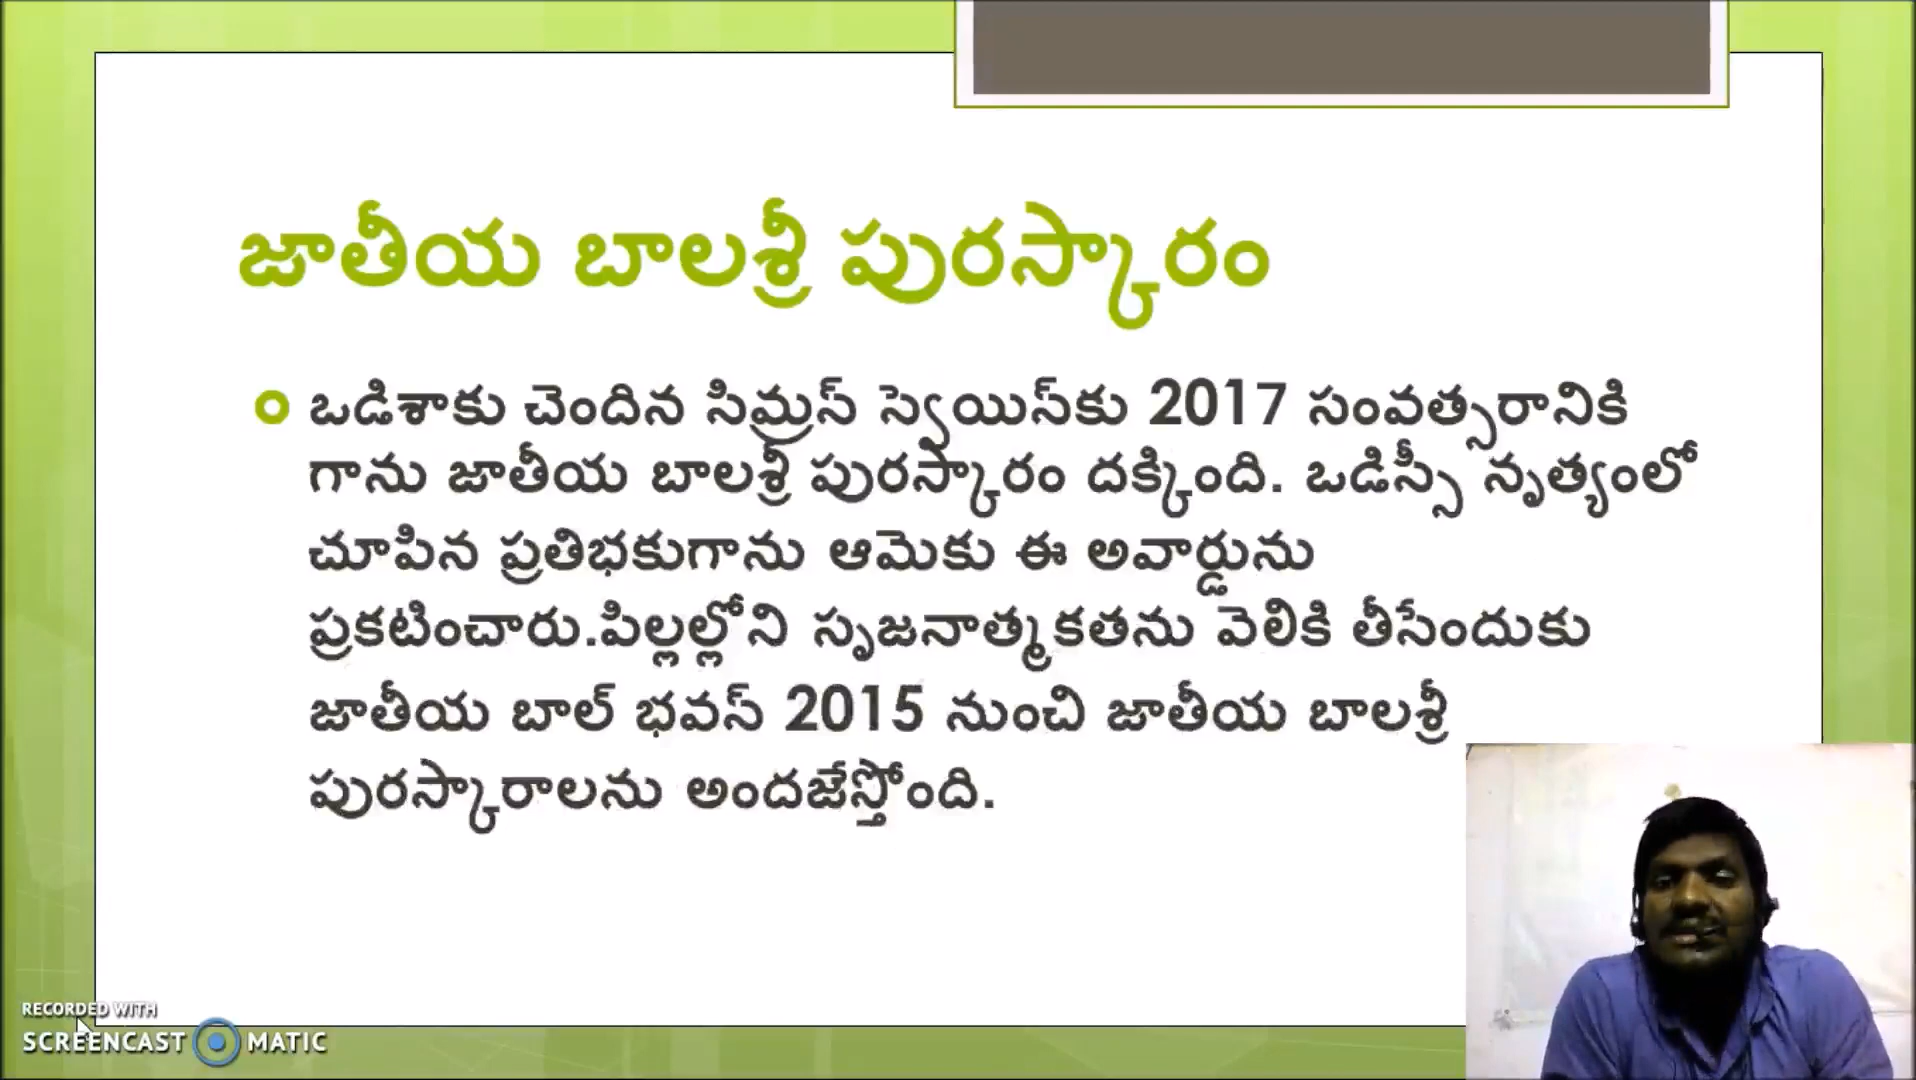 జాతీయ బాలశ్రీ పురస్కారం
ఒడిశాకు చెందిన సిమ్రన్ స్వెయిన్‌కు 2017 సంవత్సరానికి
గాను జాతీయ బాలశ్రీ పురస్కారం దక్కింది. ఒడిస్సీ నృత్యంలో
చూపిన ప్రతిభకుగాను ఆమెకు ఈ అవార్డును
ప్రకటించారు.పిల్లల్లోని సృజనాత్మకతను వెలికి తీసేందుకు
జాతీయ బాల్ భవన్ 2015 నుంచి జాతీయ బాలశ్రీ
పురస్కారాలను అందజేస్తోంది.
RECORDED WITH
SCREENCAST MATIC